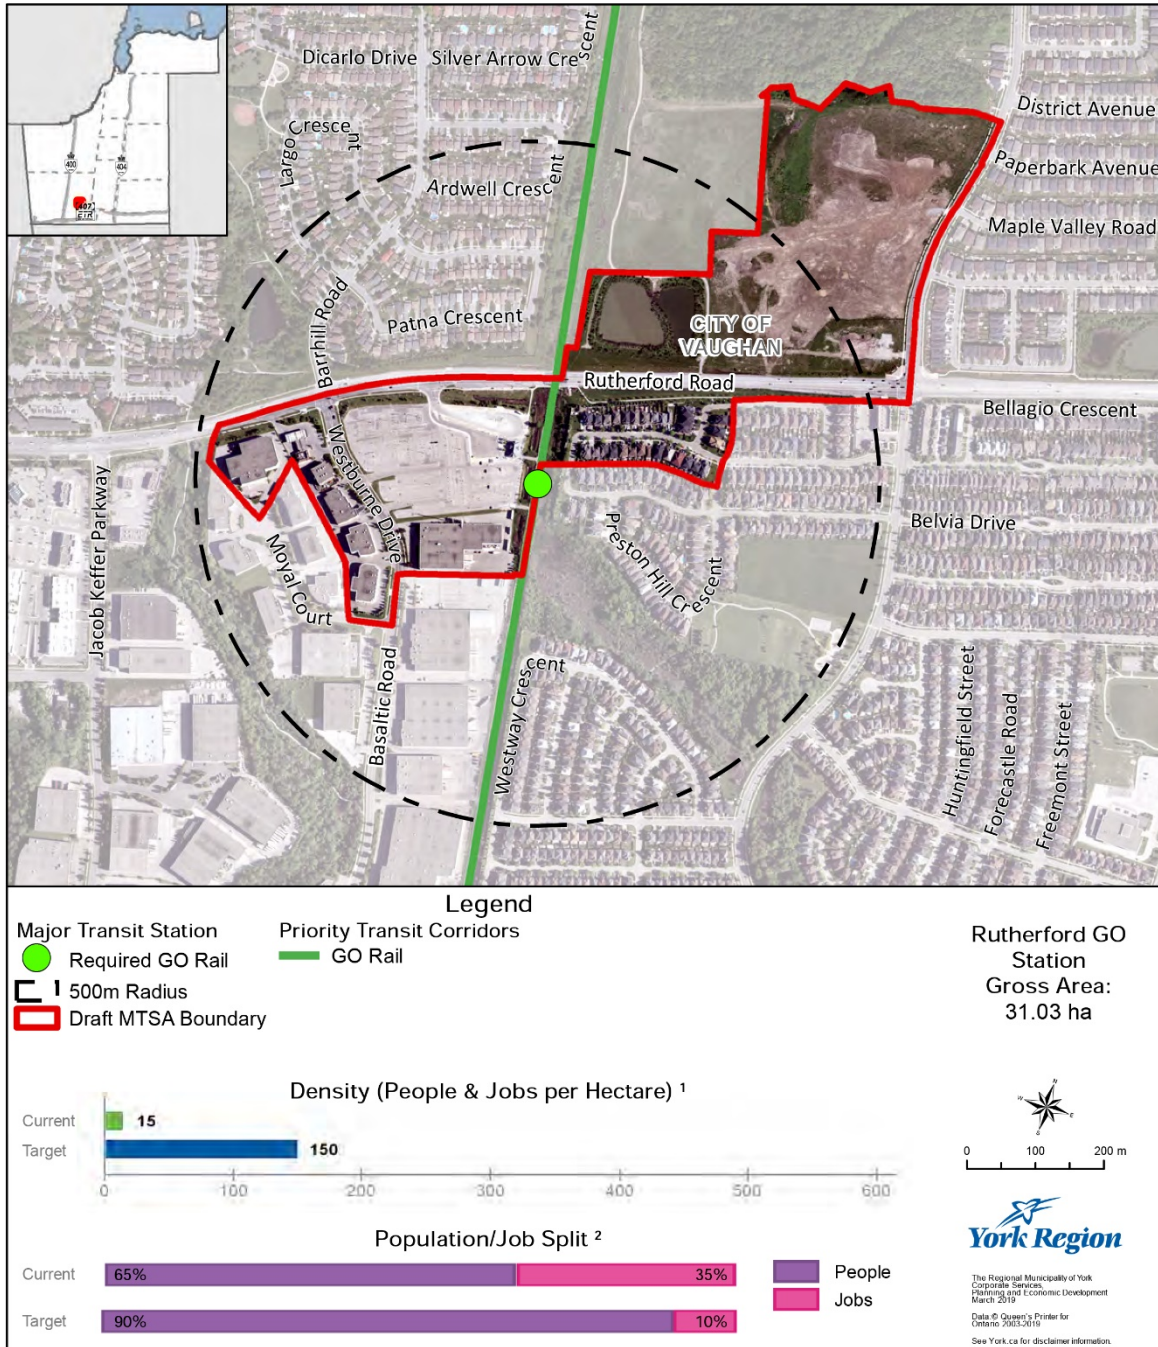 Dicarlo Drive
Silver Arrow Crescent
Largo Crescent
Ardwell Crescent
District Avenue
Paperbark Avenue
Maple Valley Road
400
404
407
ETR
Barrhill Road
Patna Crescent
CITY OF
VAUGHAN
Rutherford Road
Bellagio Crescent
Westburne Drive
Jacob Keffer Parkway
Moyal Court
Preston Hill Crescent
Belvia Drive
Basaltic Road
Westway Crescent
Huntingfield Street
Forecastle Road
Freemont Street
Legend
Major Transit Station
Required GO Rail
500m Radius
Draft MTSA Boundary
Priority Transit Corridors
GO Rail
Rutherford GO
Station
Gross Area:
31.03 ha
Density (People & Jobs per Hectare) ¹
Current 15
Target 150
0 100 200 300 400 500 600
N
W E
S
0 100 200 m
Population/Job Split ²
Current 65% 35%
Target 90% 10%
People
Jobs
York Region
The Regional Municipality of York
Corporate Services,
Planning and Economic Development
March 2019
Data:© Queen's Printer for
Ontario 2003-2019
See York.ca for disclaimer information.